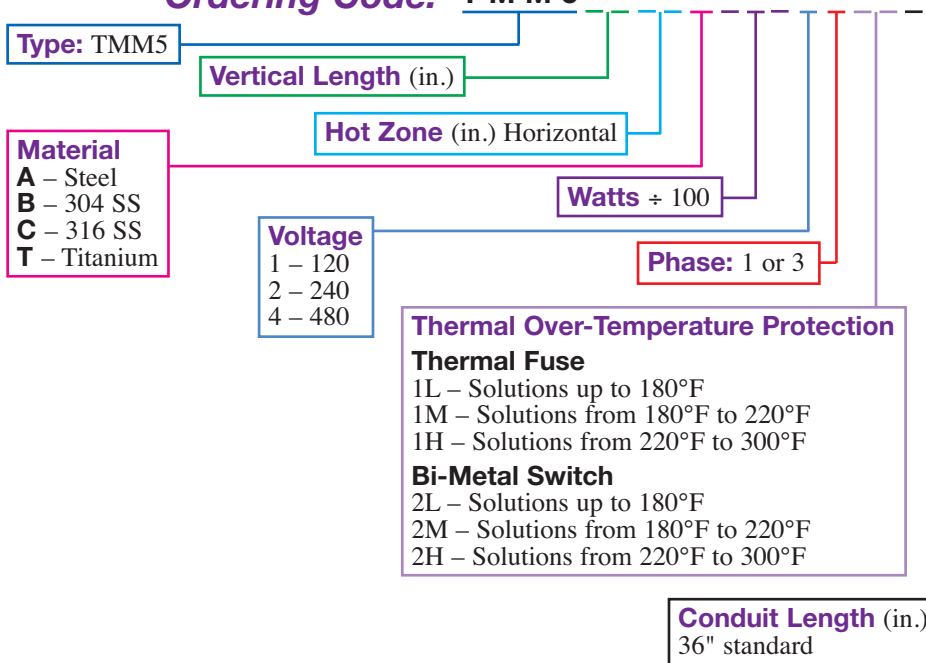 Ordering Code:
Type: TMM5
Vertical Length (in.)
Hot Zone (in.) Horizontal
Material
A – Steel
B – 304 SS
C – 316 SS
T – Titanium
Watts ÷ 100
Voltage
1 – 120
2 – 240
4 – 480
Phase: 1 or 3
Thermal Over-Temperature Protection
Thermal Fuse
1L – Solutions up to 180°F
1M – Solutions from 180°F to 220°F
1H – Solutions from 220°F to 300°F
Bi-Metal Switch
2L – Solutions up to 180°F
2M – Solutions from 180°F to 220°F
2H – Solutions from 220°F to 300°F
Conduit Length (in.)
36" standard